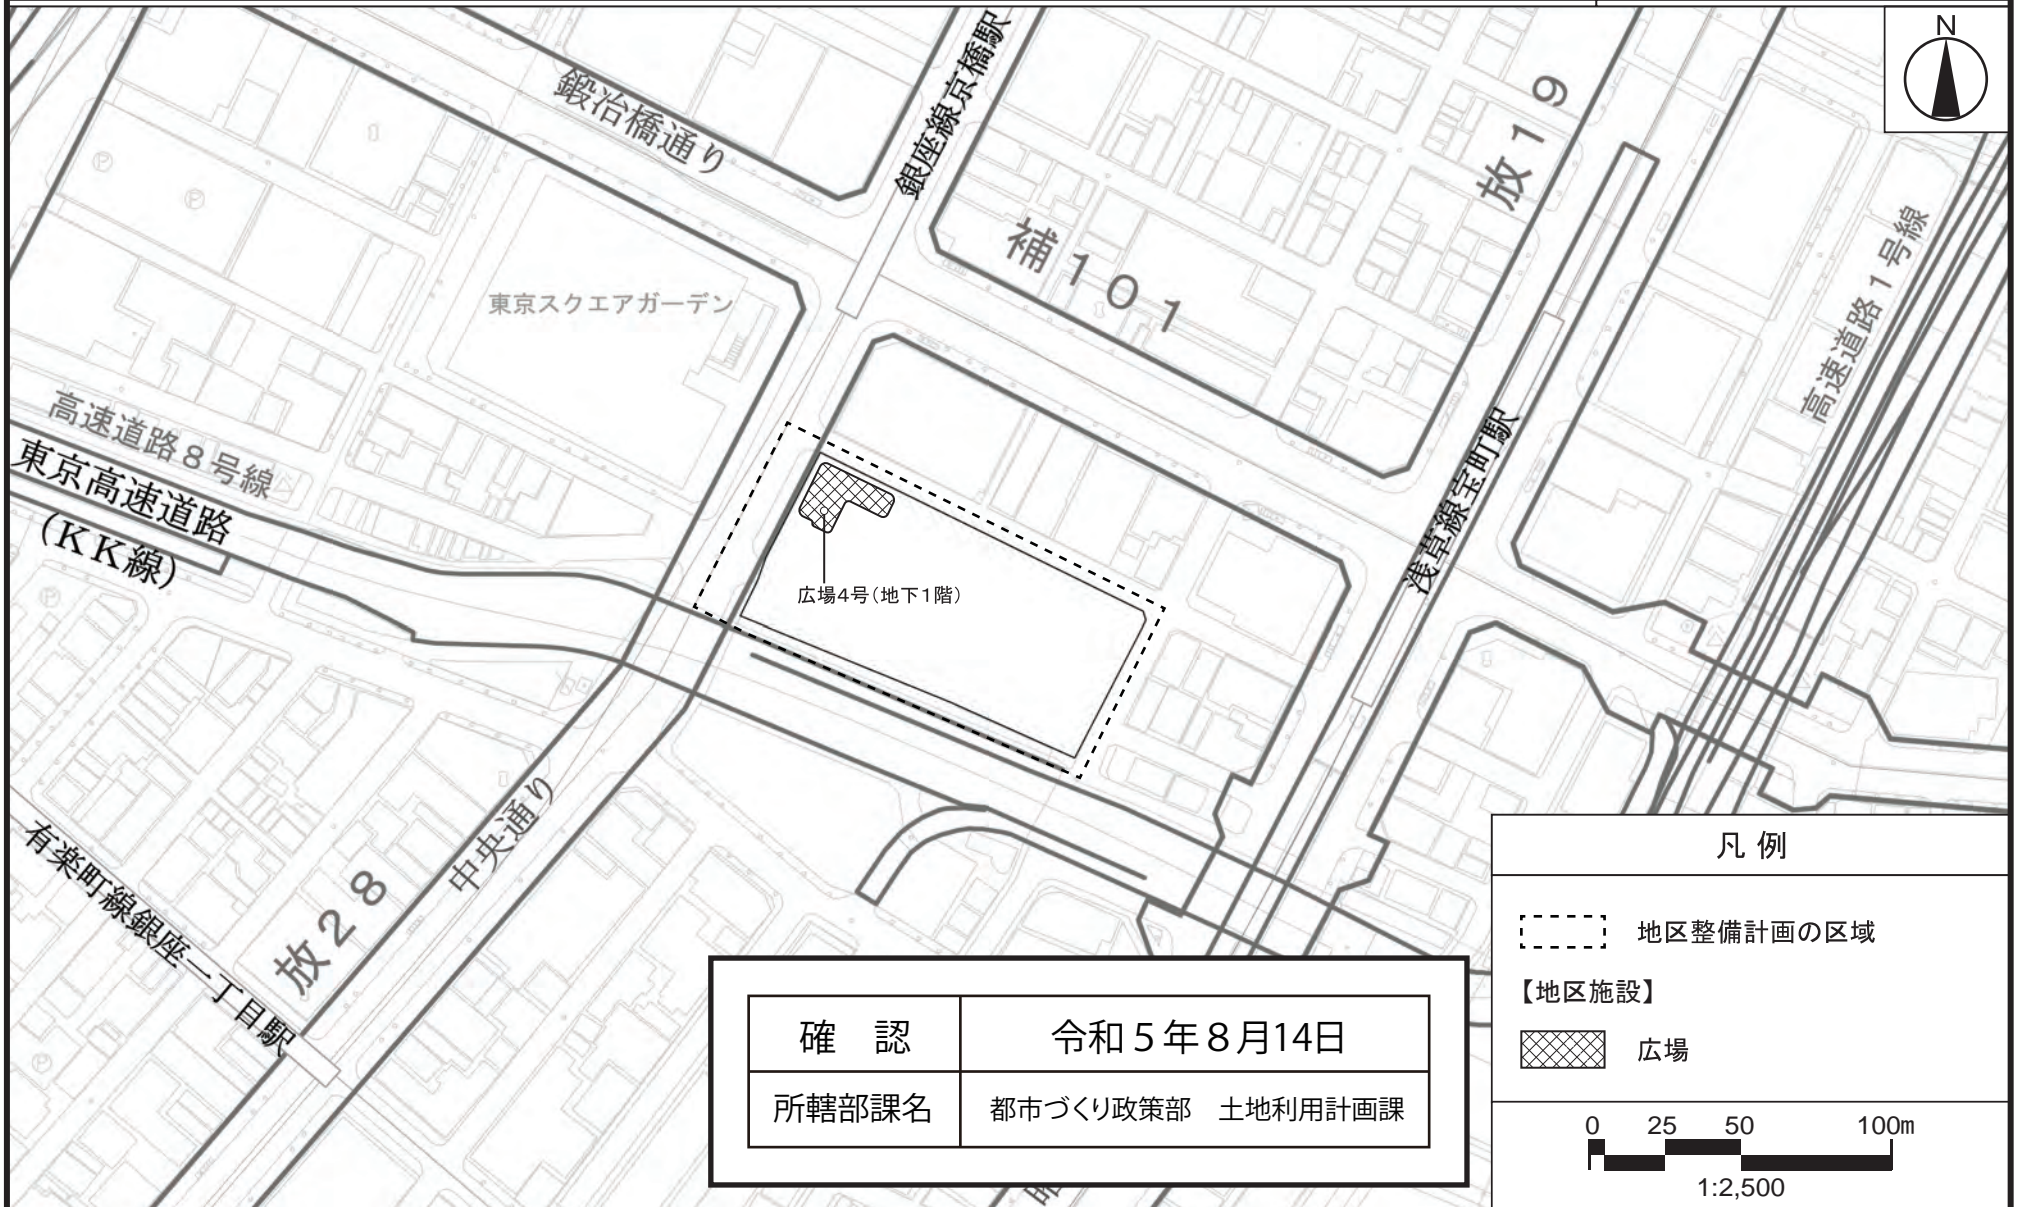 N
鍛冶橋通り
銀座線京橋駅
放19
補101
高速道路1号線
東京スクエアガーデン
高速道路8号線
東京高速道路
(KK線)
浅草線宝町駅
広場4号(地下1階)
中央通り
放28
有楽町線銀座一丁目駅
凡例
地区整備計画の区域
【地区施設】
広場
0 25 50 100m
1:2,500
確 認 令和5年8月14日
所轄部課名 都市づくり政策部 土地利用計画課